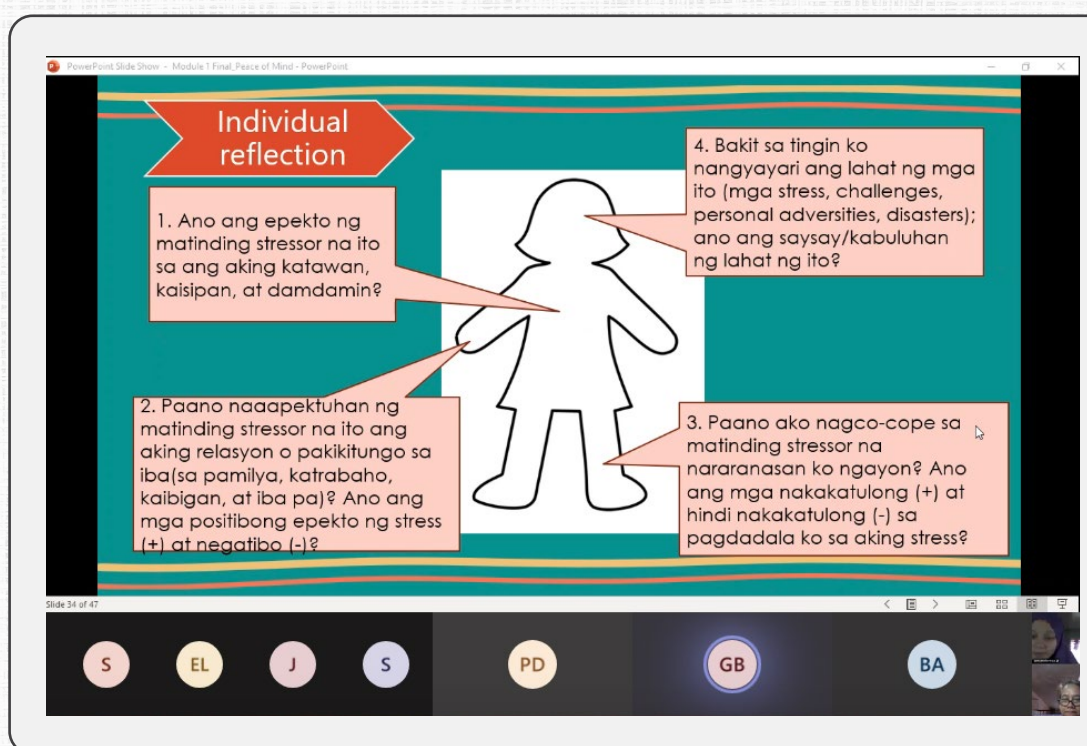 PowerPoint Slide Show - Module 1 Final_Peace of Mind - PowerPoint
Individual
reflection
1. Ano ang epekto ng
matinding stressor na ito
sa ang aking katawan,
kaisipan, at damdamin?
2. Paano naaapektuhan ng
matinding stressor na ito ang
aking relasyon o pakikitungo sa
iba(sa pamilya, katrabaho,
kaibigan, at iba pa)? Ano ang
mga positibong epekto ng stress
(+) at negatibo (-)?
3. Paano ako nagco-cope sa
matinding stressor na
nararanasan ko ngayon? Ano
ang mga nakakatulong (+) at
hindi nakakatulong (-) sa
pagdadala ko sa aking stress?
4. Bakit sa tingin ko
nangyayari ang lahat ng mga
ito (mga stress, challenges,
personal adversities, disasters);
ano ang saysay/kabuluhan
ng lahat ng ito?
Slide 34 of 47
S
EL
J
S
PD
GB
BA